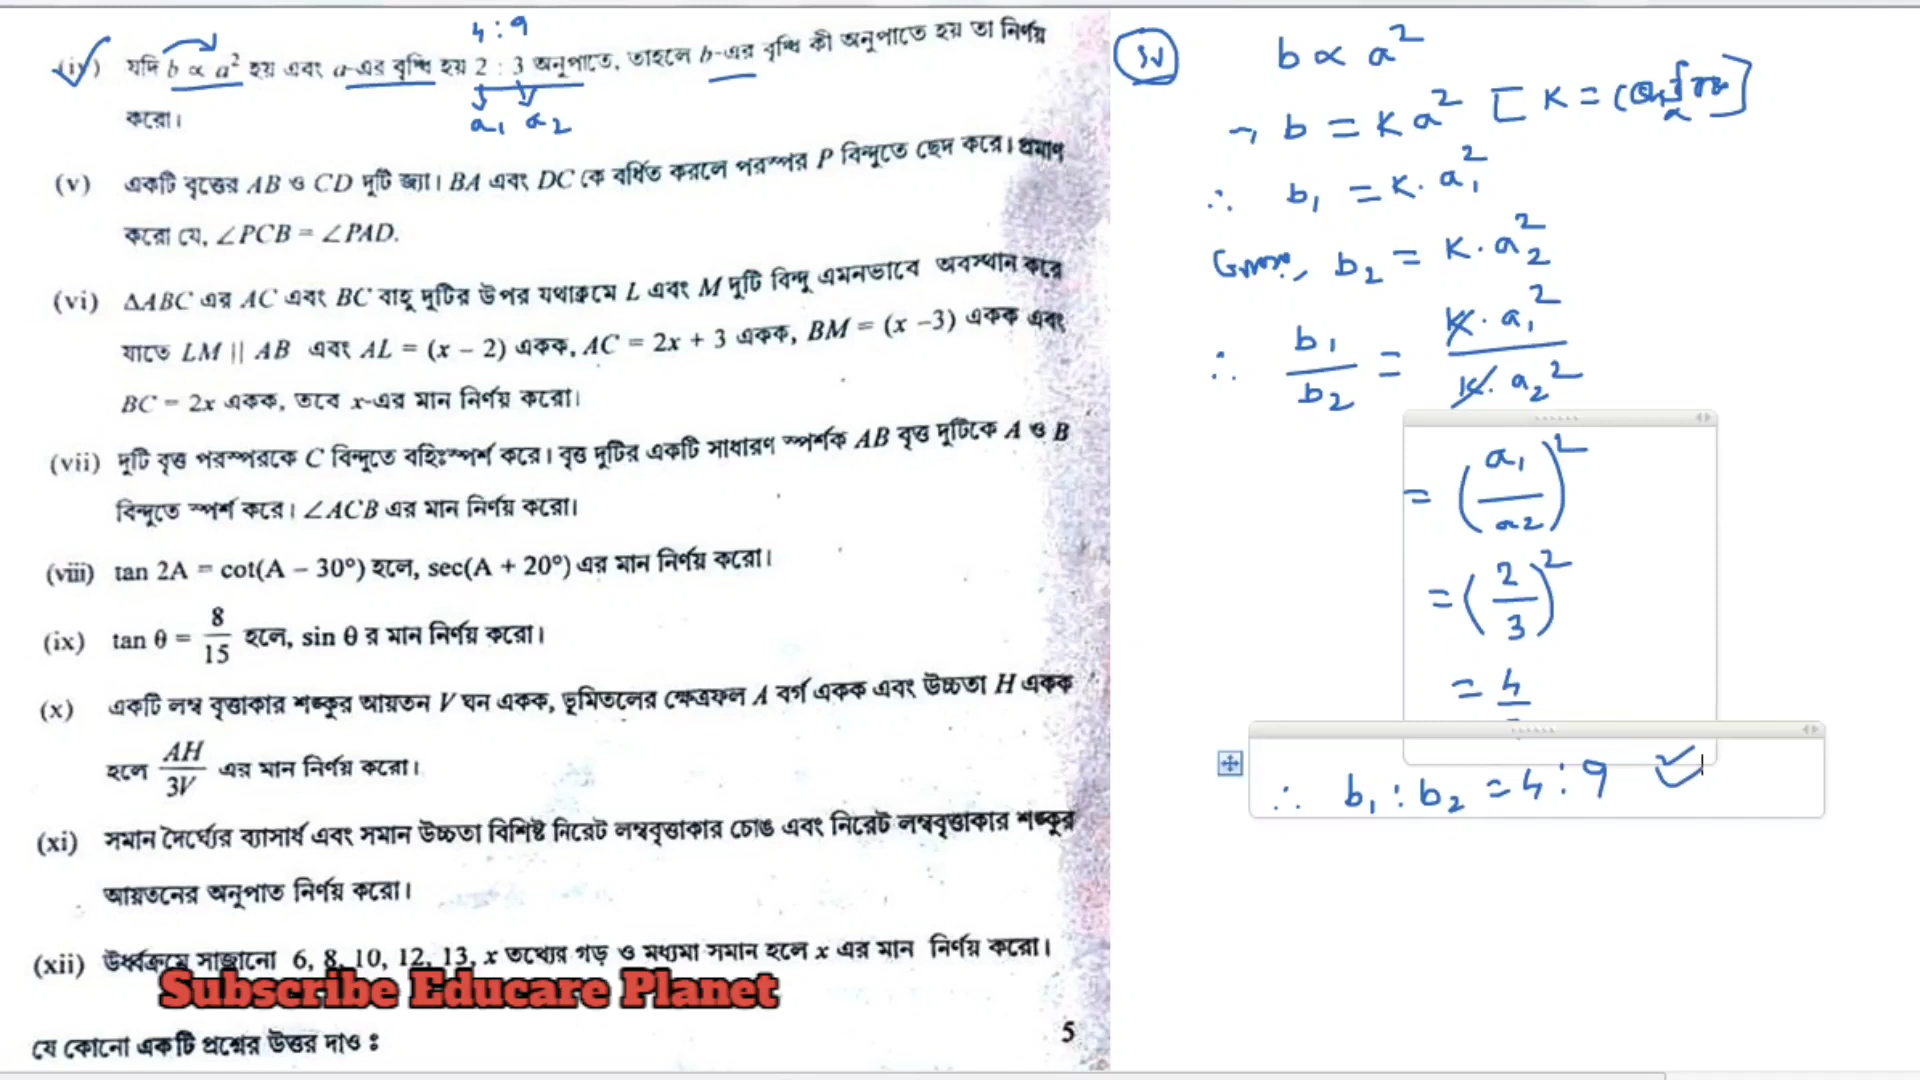 4 : 9
(iv) যদি b ∝ a² হয় এবং a-এর বৃদ্ধি হয় 2 : 3 অনুপাতে, তাহলে b-এর বৃদ্ধি কী অনুপাতে হয় তা নির্ণয়
করো।
a₁ a₂
(v) একটি বৃত্তের AB ও CD দুটি জ্যা। BA এবং DC কে বর্ধিত করলে পরস্পর P বিন্দুতে ছেদ করে। প্রমাণ
করো যে, ∠PCB = ∠PAD.
(vi) ΔABC এর AC এবং BC বাহু দুটির উপর যথাক্রমে L এবং M দুটি বিন্দু এমনভাবে অবস্থান করে
যাতে LM || AB এবং AL = (x – 2) একক, AC = 2x + 3 একক, BM = (x –3) একক এবং
BC = 2x একক, তবে x-এর মান নির্ণয় করো।
(vii) দুটি বৃত্ত পরস্পরকে C বিন্দুতে বহিঃস্পর্শ করে। বৃত্ত দুটির একটি সাধারণ স্পর্শক AB বৃত্ত দুটিকে A ও B
বিন্দুতে স্পর্শ করে। ∠ACB এর মান নির্ণয় করো।
(viii) tan 2A = cot(A – 30°) হলে, sec(A + 20°) এর মান নির্ণয় করো।
(ix) tan θ = 8/15 হলে, sin θ র মান নির্ণয় করো।
(x) একটি লম্ব বৃত্তাকার শঙ্কুর আয়তন V ঘন একক, ভূমিতলের ক্ষেত্রফল A বর্গ একক এবং উচ্চতা H একক
হলে AH/3V এর মান নির্ণয় করো।
(xi) সমান দৈর্ঘ্যের ব্যাসার্ধ এবং সমান উচ্চতা বিশিষ্ট নিরেট লম্ববৃত্তাকার চোঙ এবং নিরেট লম্ববৃত্তাকার শঙ্কুর
আয়তনের অনুপাত নির্ণয় করো।
(xii) উর্ধ্বক্রমে সাজানো 6, 8, 10, 12, 13, x তথ্যের গড় ও মধ্যমা সমান হলে x এর মান নির্ণয় করো।
Subscribe Educare Planet
5
যে কোনো একটি প্রশ্নের উত্তর দাও ঃ
iv b ∝ a²
b = K a² [ K =
∴ b₁ = K. a₁²
b₂ = K. a₂²
∴ b₁/b₂ = K. a₁²/K. a₂²
= (a₁/a₂)²
= (2/3)²
= 4
∴ b₁ : b₂ = 4 : 9